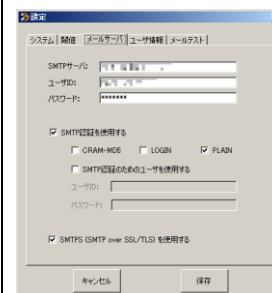 設定
システム 閾値 メールサーバ ユーザ情報 メールテスト
SMTPサーバ:
ユーザID:
パスワード: *******
SMTP認証を使用する
CRAM-MD5 LOGIN PLAIN
SMTP認証のためのユーザを使用する
ユーザID:
パスワード:
SMTPS (SMTP over SSL/TLS) を使用する
キャンセル 保存